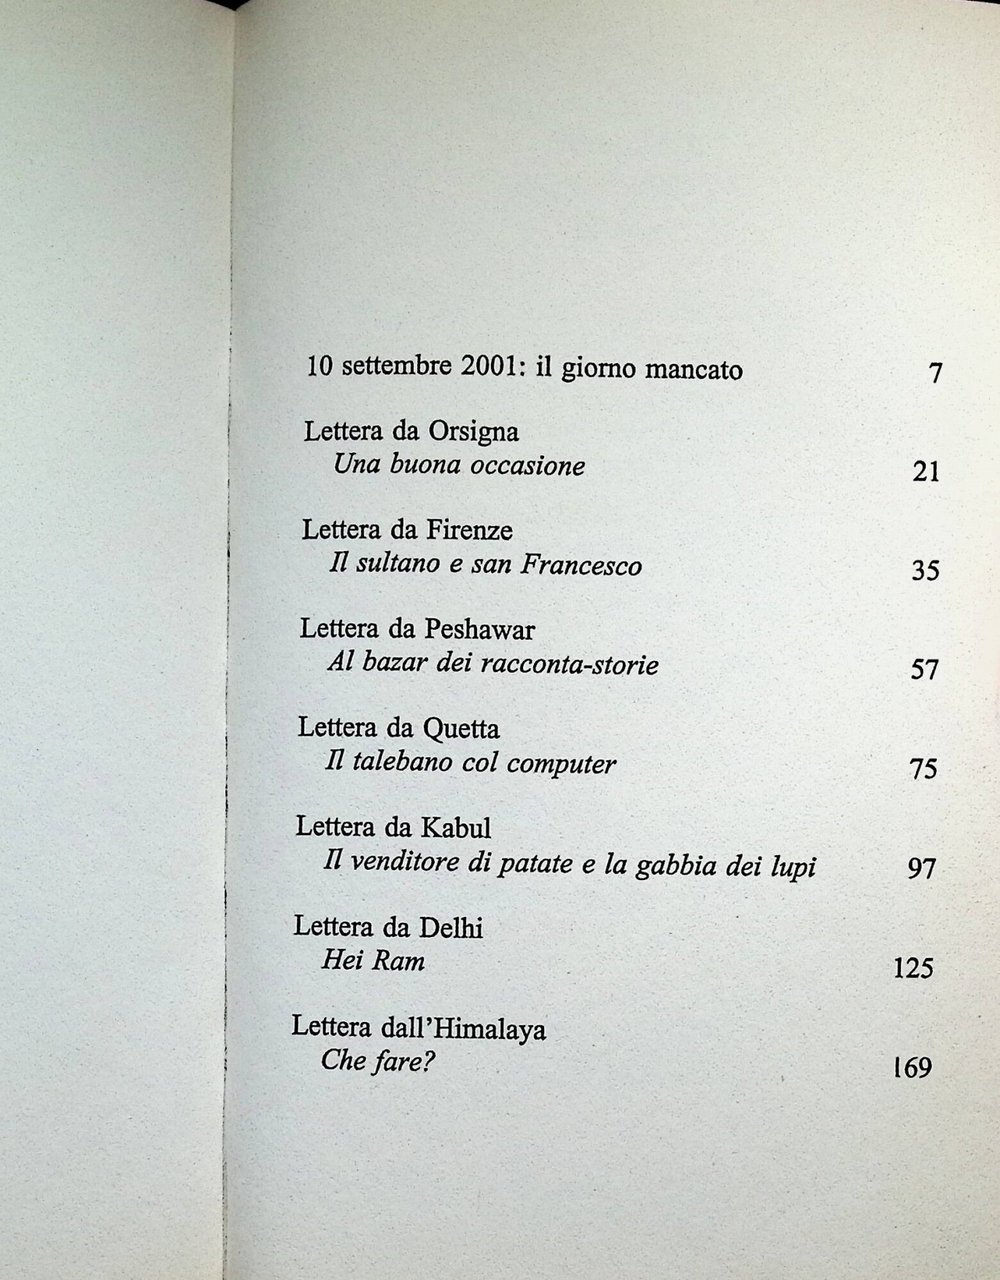 10 settembre 2001: il giorno mancato 7
Lettera da Orsigna
Una buona occasione 21
Lettera da Firenze
Il sultano e san Francesco 35
Lettera da Peshawar
Al bazar dei racconta-storie 57
Lettera da Quetta
Il talebano col computer 75
Lettera da Kabul
Il venditore di patate e la gabbia dei lupi 97
Lettera da Delhi
Hei Ram 125
Lettera dall'Himalaya
Che fare? 169